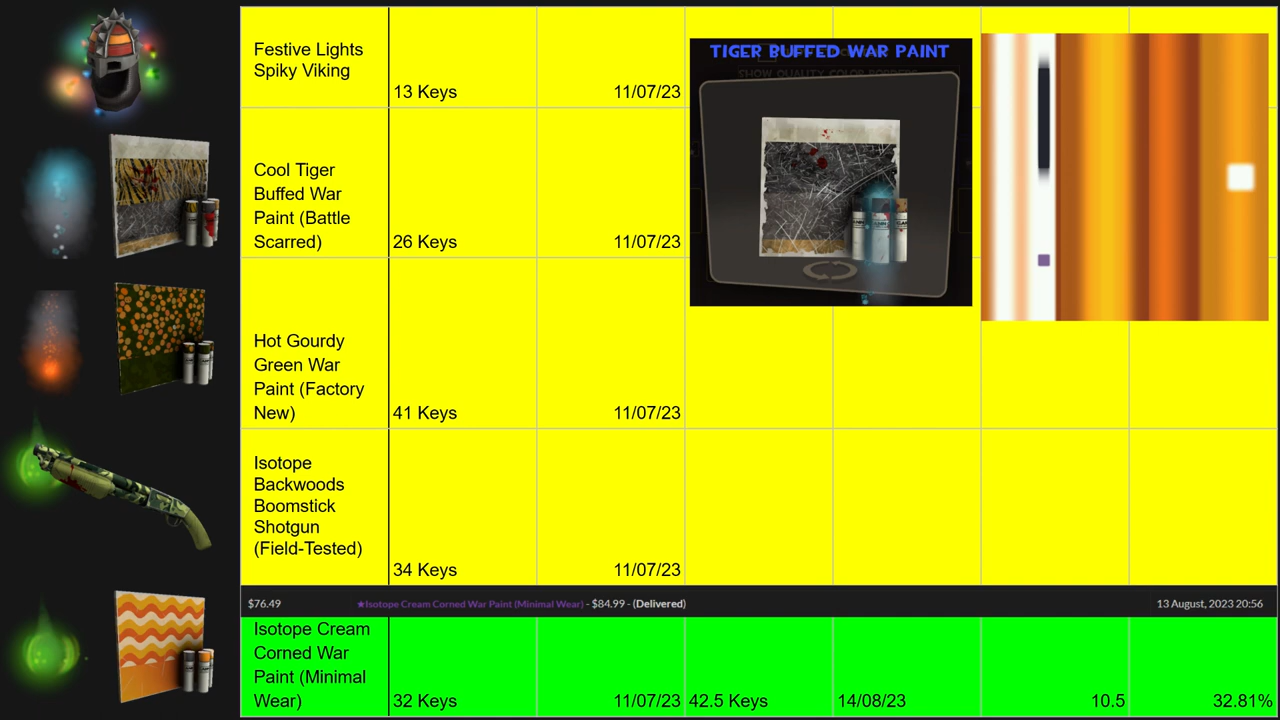 Festive Lights
Spiky Viking
13 Keys
11/07/23
TIGER BUFFED WAR PAINT
SHOW QUALITY COLOR BORDERS
Cool Tiger
Buffed War
Paint (Battle
Scarred)
26 Keys
11/07/23
Hot Gourdy
Green War
Paint (Factory
New)
41 Keys
11/07/23
Isotope
Backwoods
Boomstick
Shotgun
(Field-Tested)
34 Keys
11/07/23
$76.49 ★Isotope Cream Corned War Paint (Minimal Wear) - $84.99 - (Delivered) 13 August, 2023 20:56
Isotope Cream
Corned War
Paint (Minimal
Wear)
32 Keys
11/07/23
42.5 Keys
14/08/23
10.5
32.81%